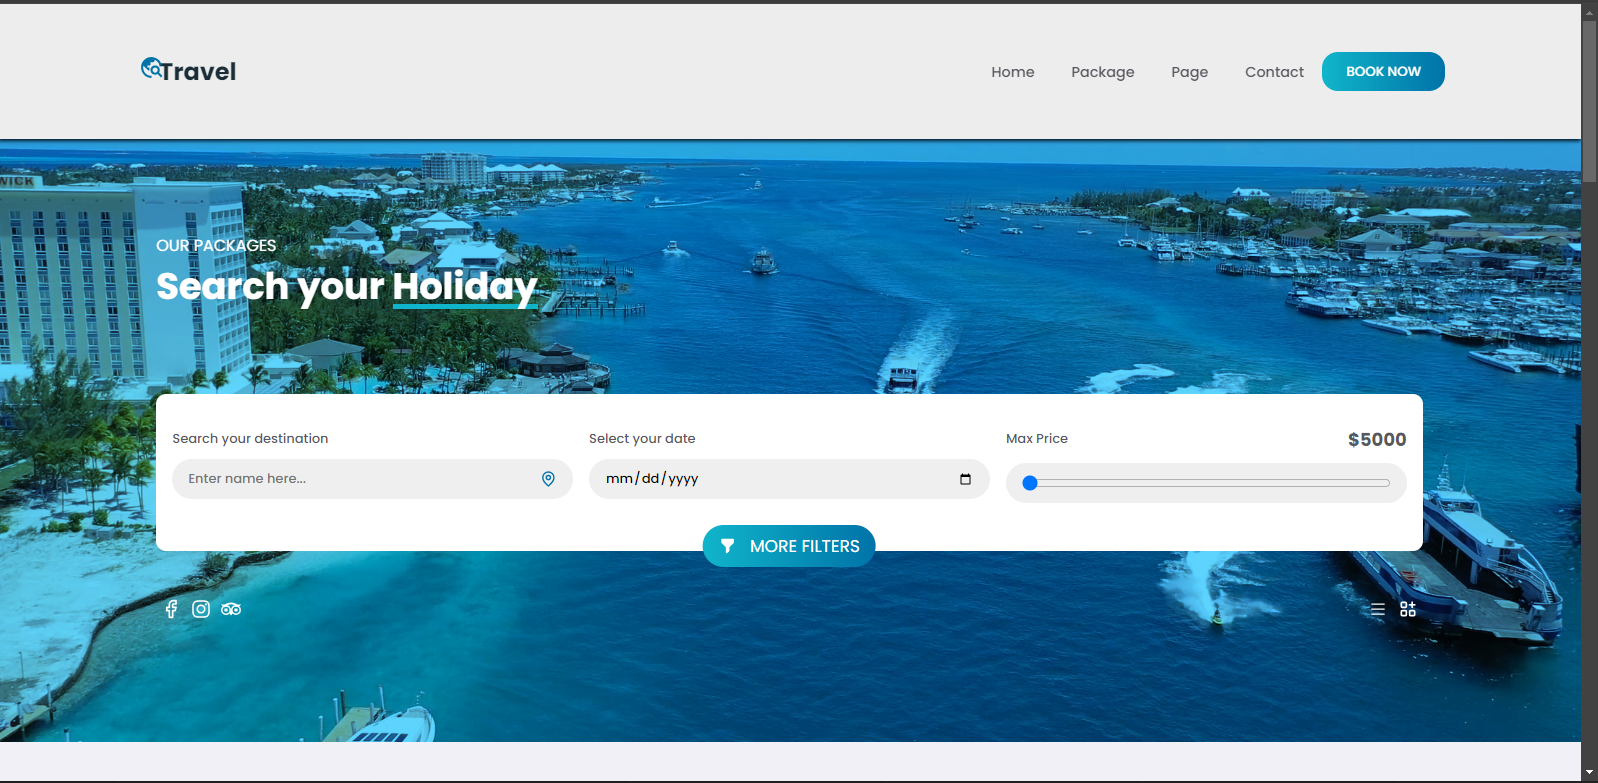 Travel
Home Package Page Contact BOOK NOW
WICK
OUR PACKAGES
Search your Holiday
Search your destination
Select your date
Max Price
$5000
Enter name here...
mm/dd/yyyy
MORE FILTERS